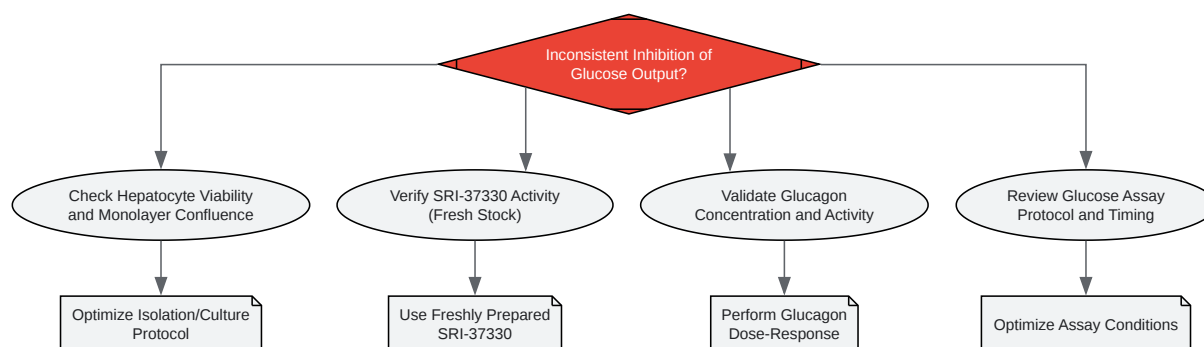 Inconsistent Inhibition of
Glucose Output?
Check Hepatocyte Viability
and Monolayer Confluence
Verify SRI-37330 Activity
(Fresh Stock)
Validate Glucagon
Concentration and Activity
Review Glucose Assay
Protocol and Timing
Optimize Isolation/Culture
Protocol
Use Freshly Prepared
SRI-37330
Perform Glucagon
Dose-Response
Optimize Assay Conditions